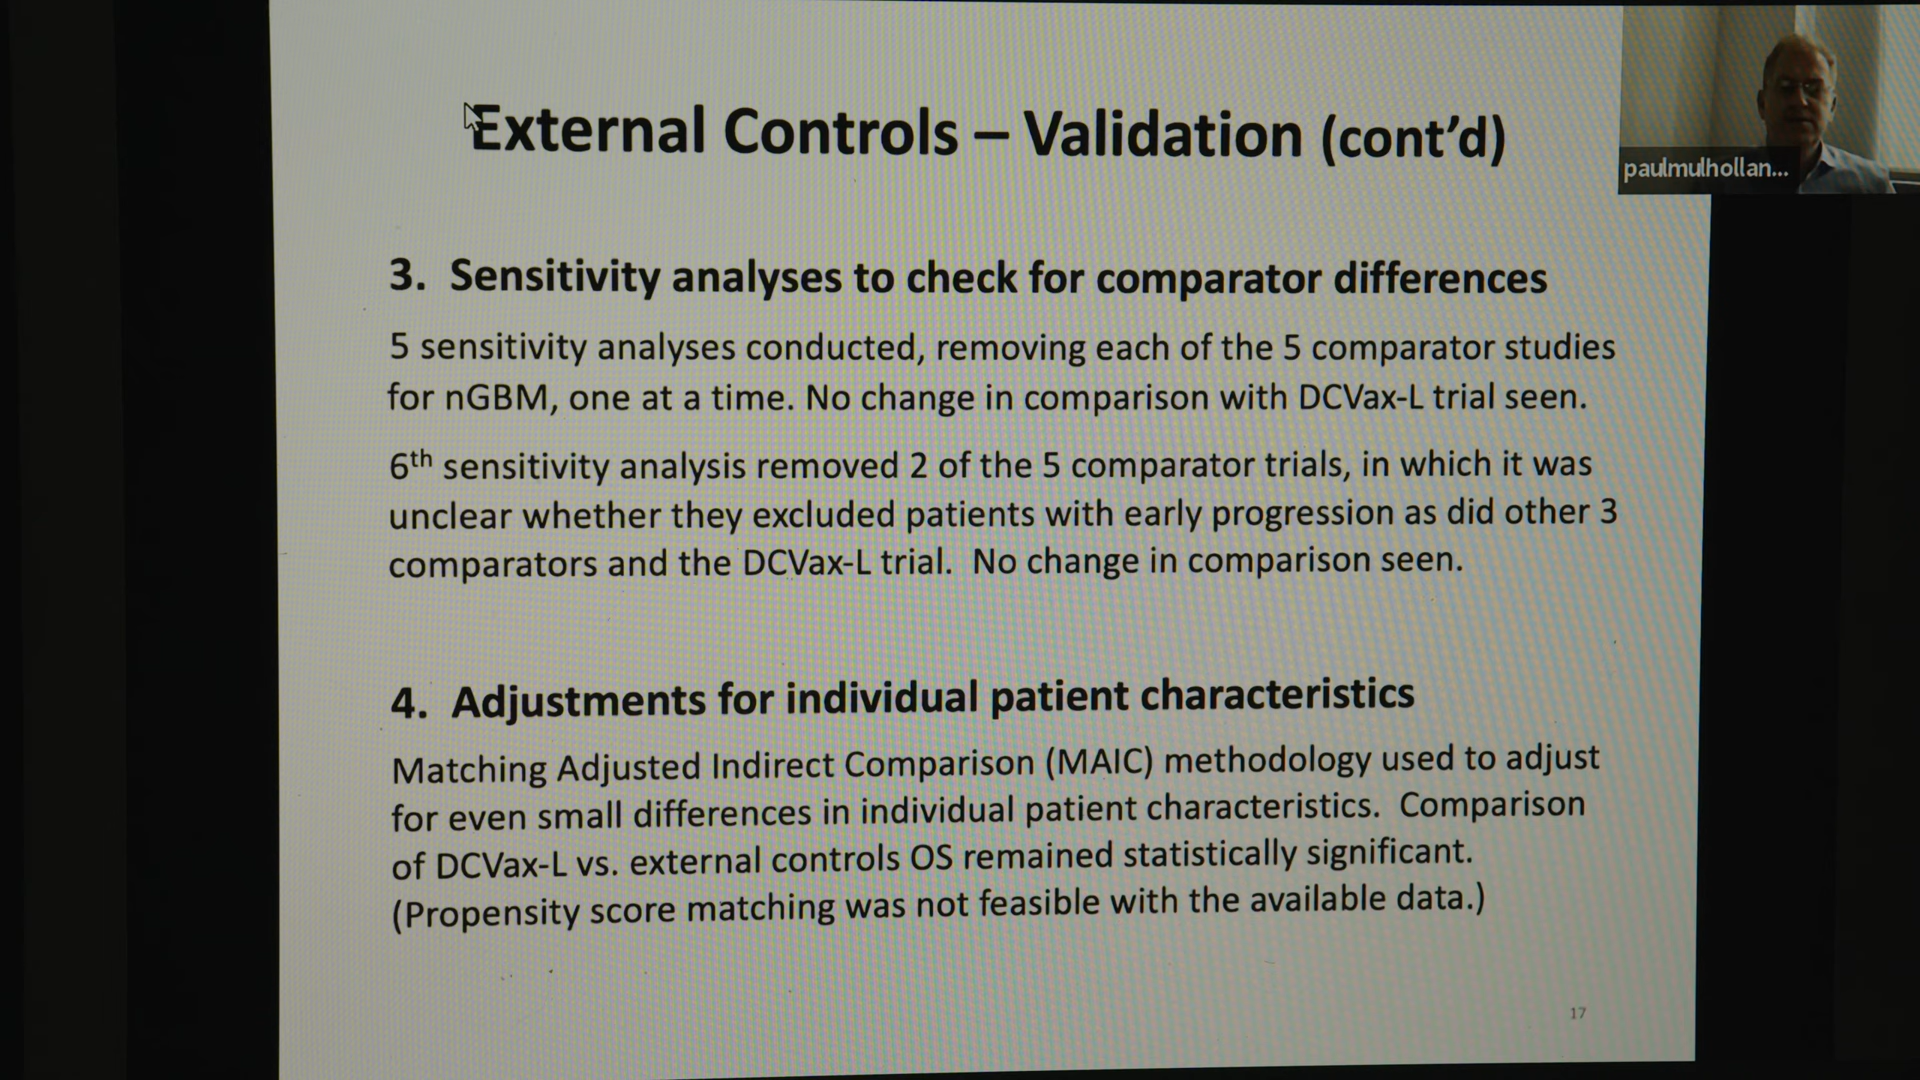 External Controls – Validation (cont’d)
paulmulhollan...
3. Sensitivity analyses to check for comparator differences
5 sensitivity analyses conducted, removing each of the 5 comparator studies
for nGBM, one at a time. No change in comparison with DCVax-L trial seen.
6th sensitivity analysis removed 2 of the 5 comparator trials, in which it was
unclear whether they excluded patients with early progression as did other 3
comparators and the DCVax-L trial.  No change in comparison seen.
4. Adjustments for individual patient characteristics
Matching Adjusted Indirect Comparison (MAIC) methodology used to adjust
for even small differences in individual patient characteristics.  Comparison
of DCVax-L vs. external controls OS remained statistically significant.
(Propensity score matching was not feasible with the available data.)
17